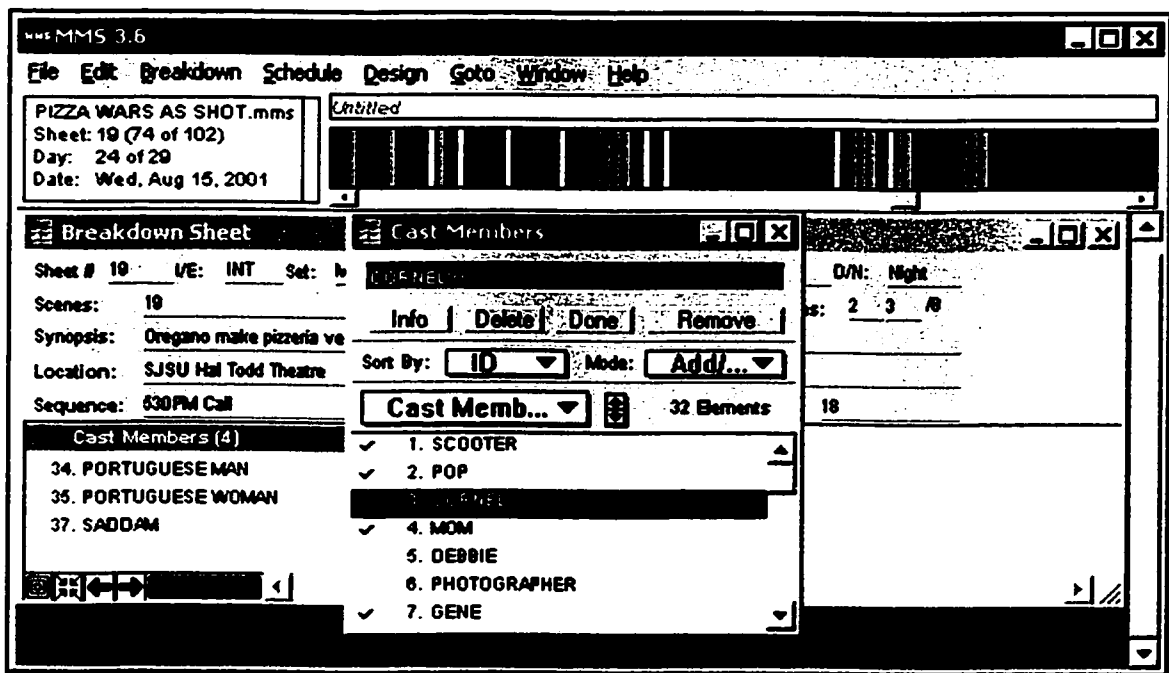 MMS 3.6
File Edit Breakdown Schedule Design Goto Window Help
PIZZA WARS AS SHOT.mms
Sheet: 19 (74 of 102)
Day: 24 of 29
Date: Wed, Aug 15, 2001
Untitled
Breakdown Sheet
Sheet # 19 I/E: INT Set:
Scenes: 19
Synopsis: Oregano make pizzeria ve
Location: SJSU Hal Todd Theatre
Sequence: 530PM Call
Cast Members (4)
34. PORTUGUESE MAN
35. PORTUGUESE WOMAN
37. SADDAM
Cast Members
CORNEL
Info Delete Done Remove
Sort By: ID Mode: Add/...
Cast Memb... 32 Elements
1. SCOOTER
2. POP
3. CORNEL
4. MOM
5. DEBBIE
6. PHOTOGRAPHER
7. GENE
D/N: Night
es: 2 3 /8
18